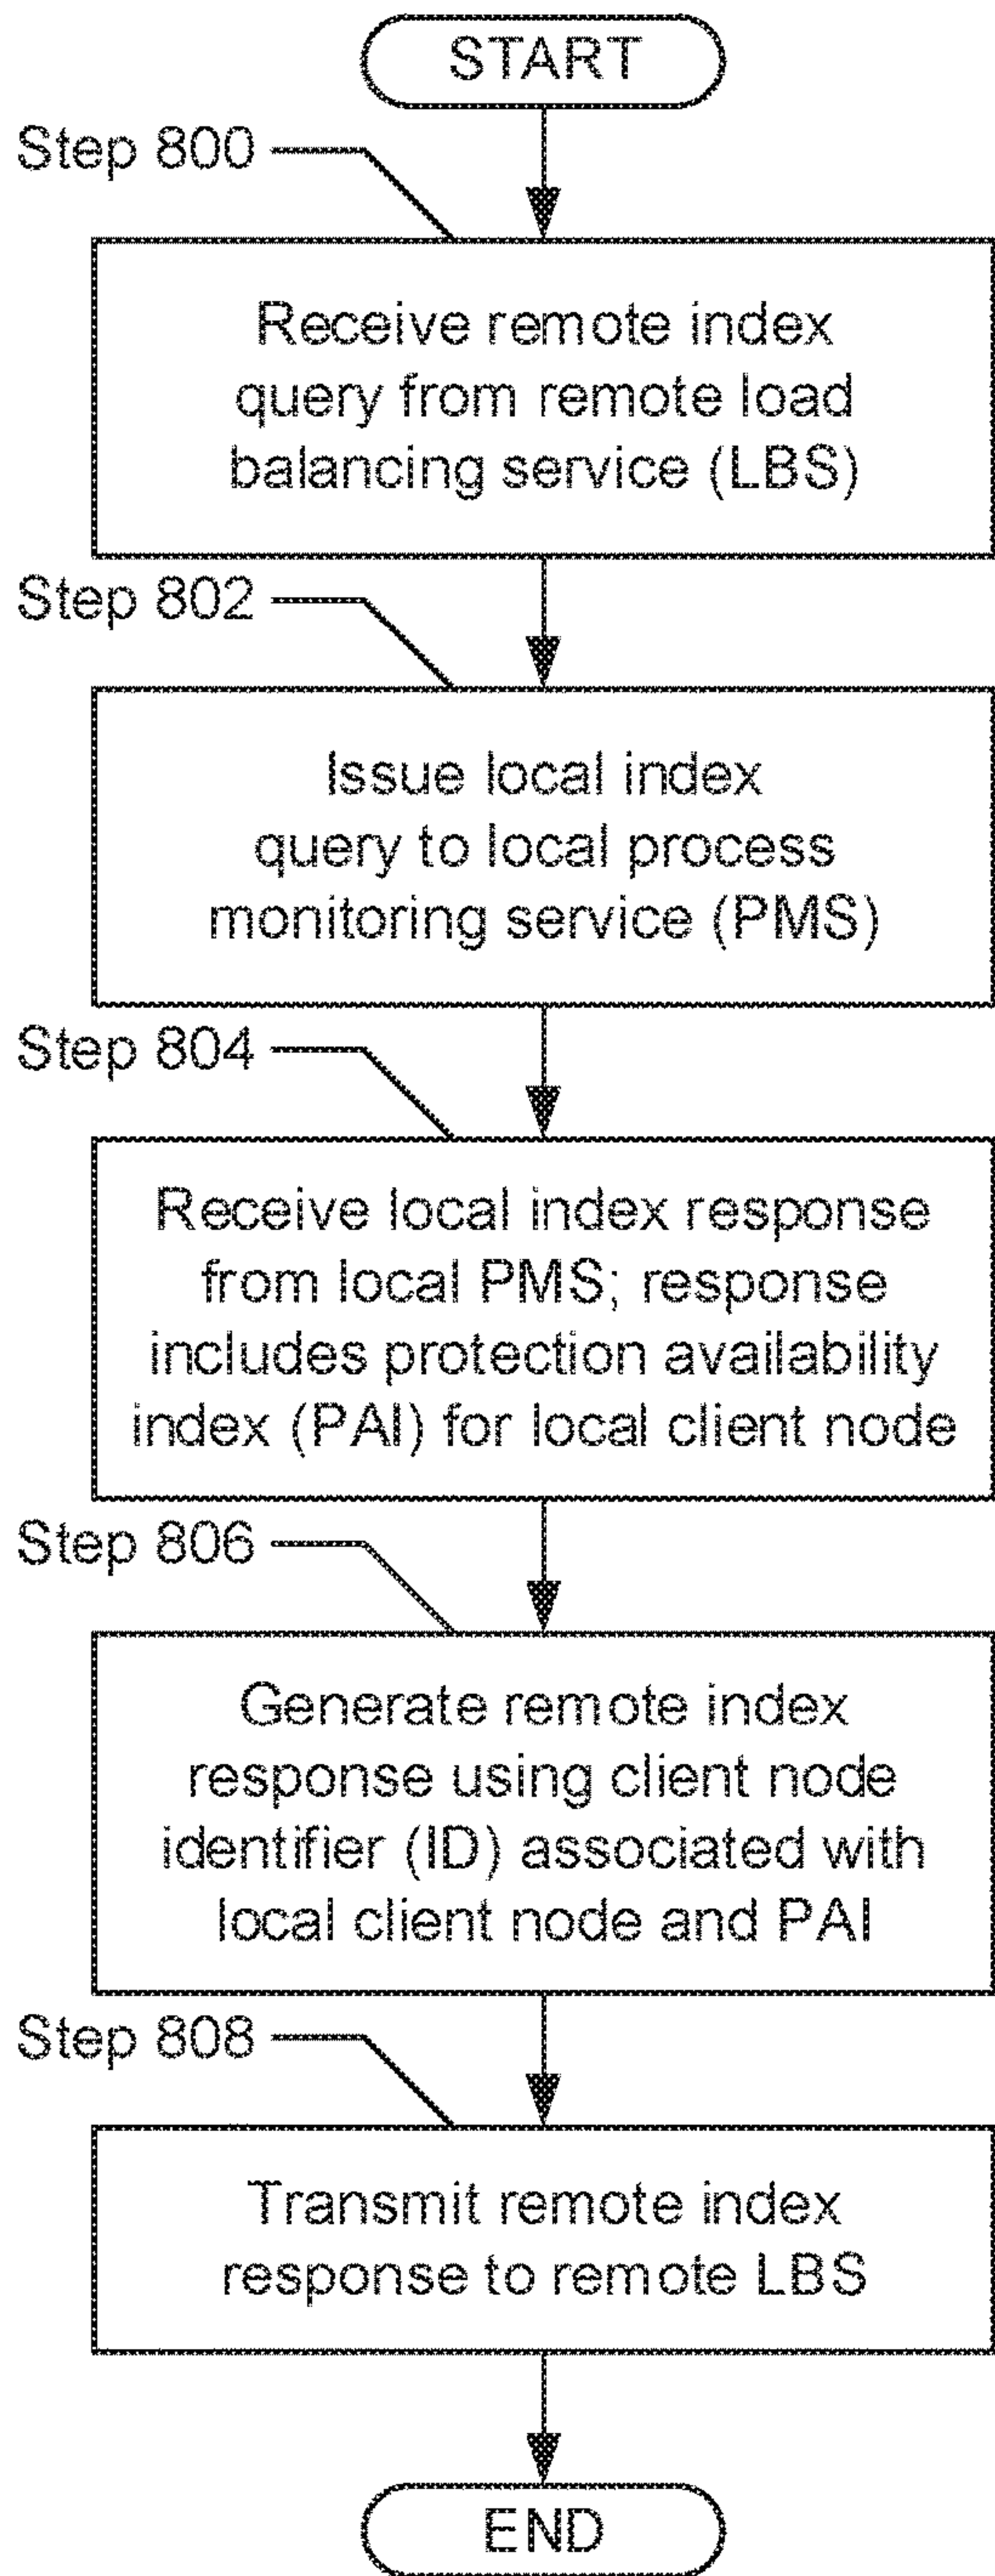 START
Step 800
Receive remote index
query from remote load
balancing service (LBS)
Step 802
Issue local index
query to local process
monitoring service (PMS)
Step 804
Receive local index response
from local PMS; response
includes protection availability
index (PAI) for local client node
Step 806
Generate remote index
response using client node
identifier (ID) associated with
local client node and PAI
Step 808
Transmit remote index
response to remote LBS
END